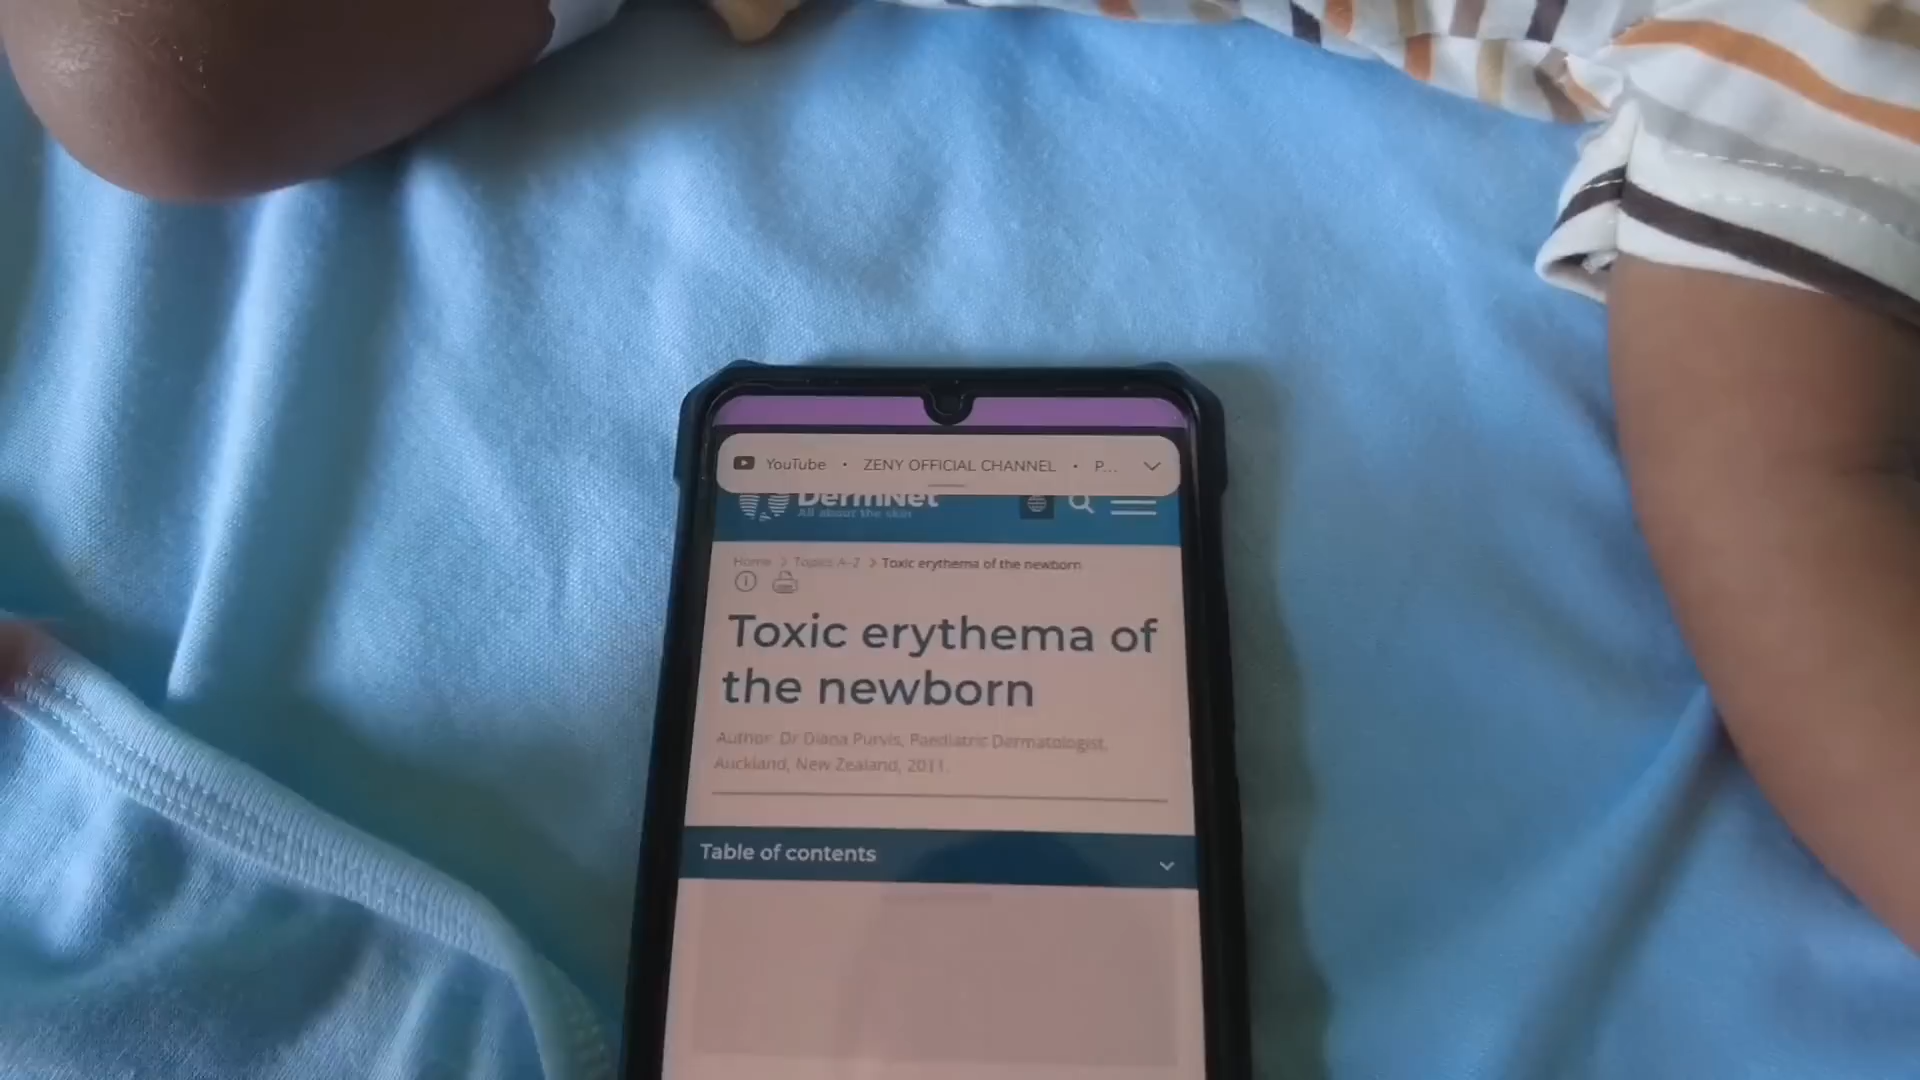 YouTube • ZENY OFFICIAL CHANNEL • P...
DermNet
All about the skin
Home > Topics A–Z > Toxic erythema of the newborn
Toxic erythema of
the newborn
Author: Dr Diana Purvis, Paediatric Dermatologist,
Auckland, New Zealand, 2011.
Table of contents